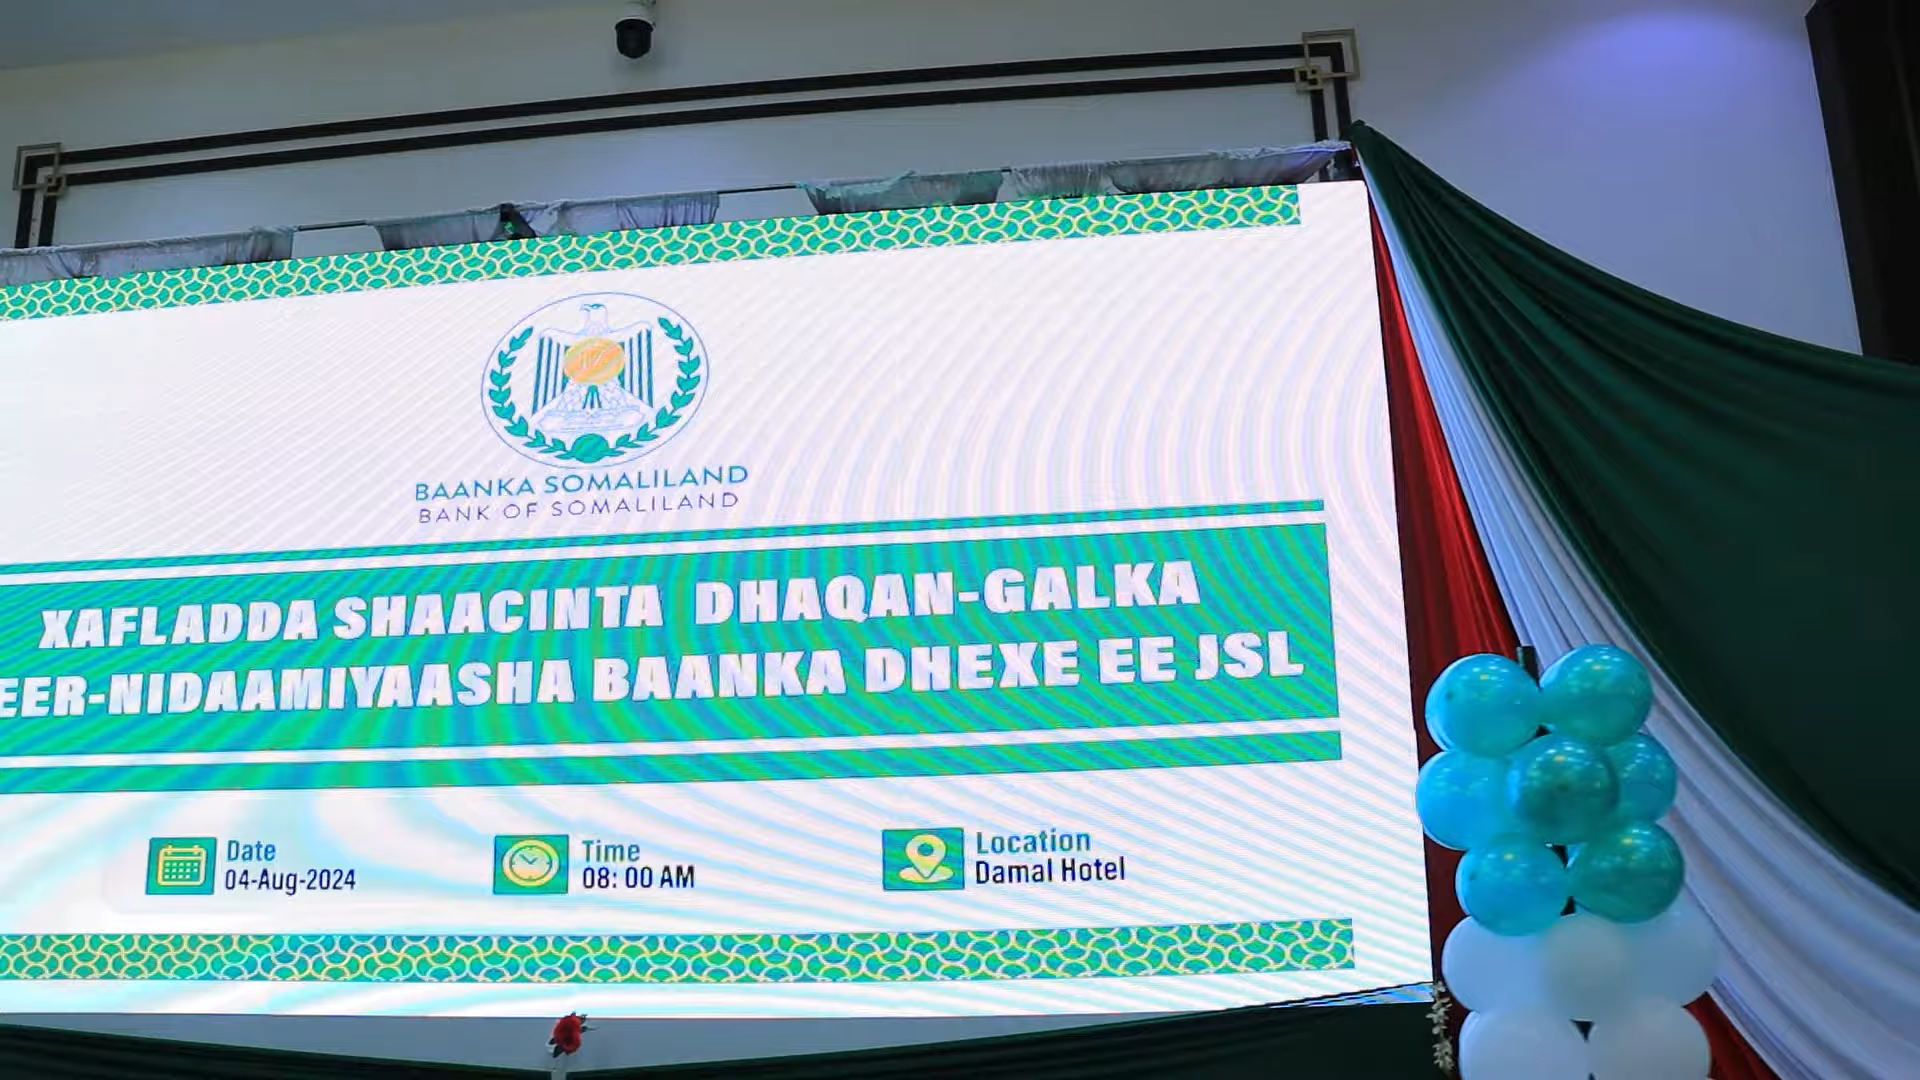 BAANKA SOMALILAND
BANK OF SOMALILAND
XAFLADDA SHAACINTA DHAQAN-GALKA
EER-NIDAAMIYAASHA BAANKA DHEXE EE JSL
Date
04-Aug-2024
Time
08: 00 AM
Location
Damal Hotel